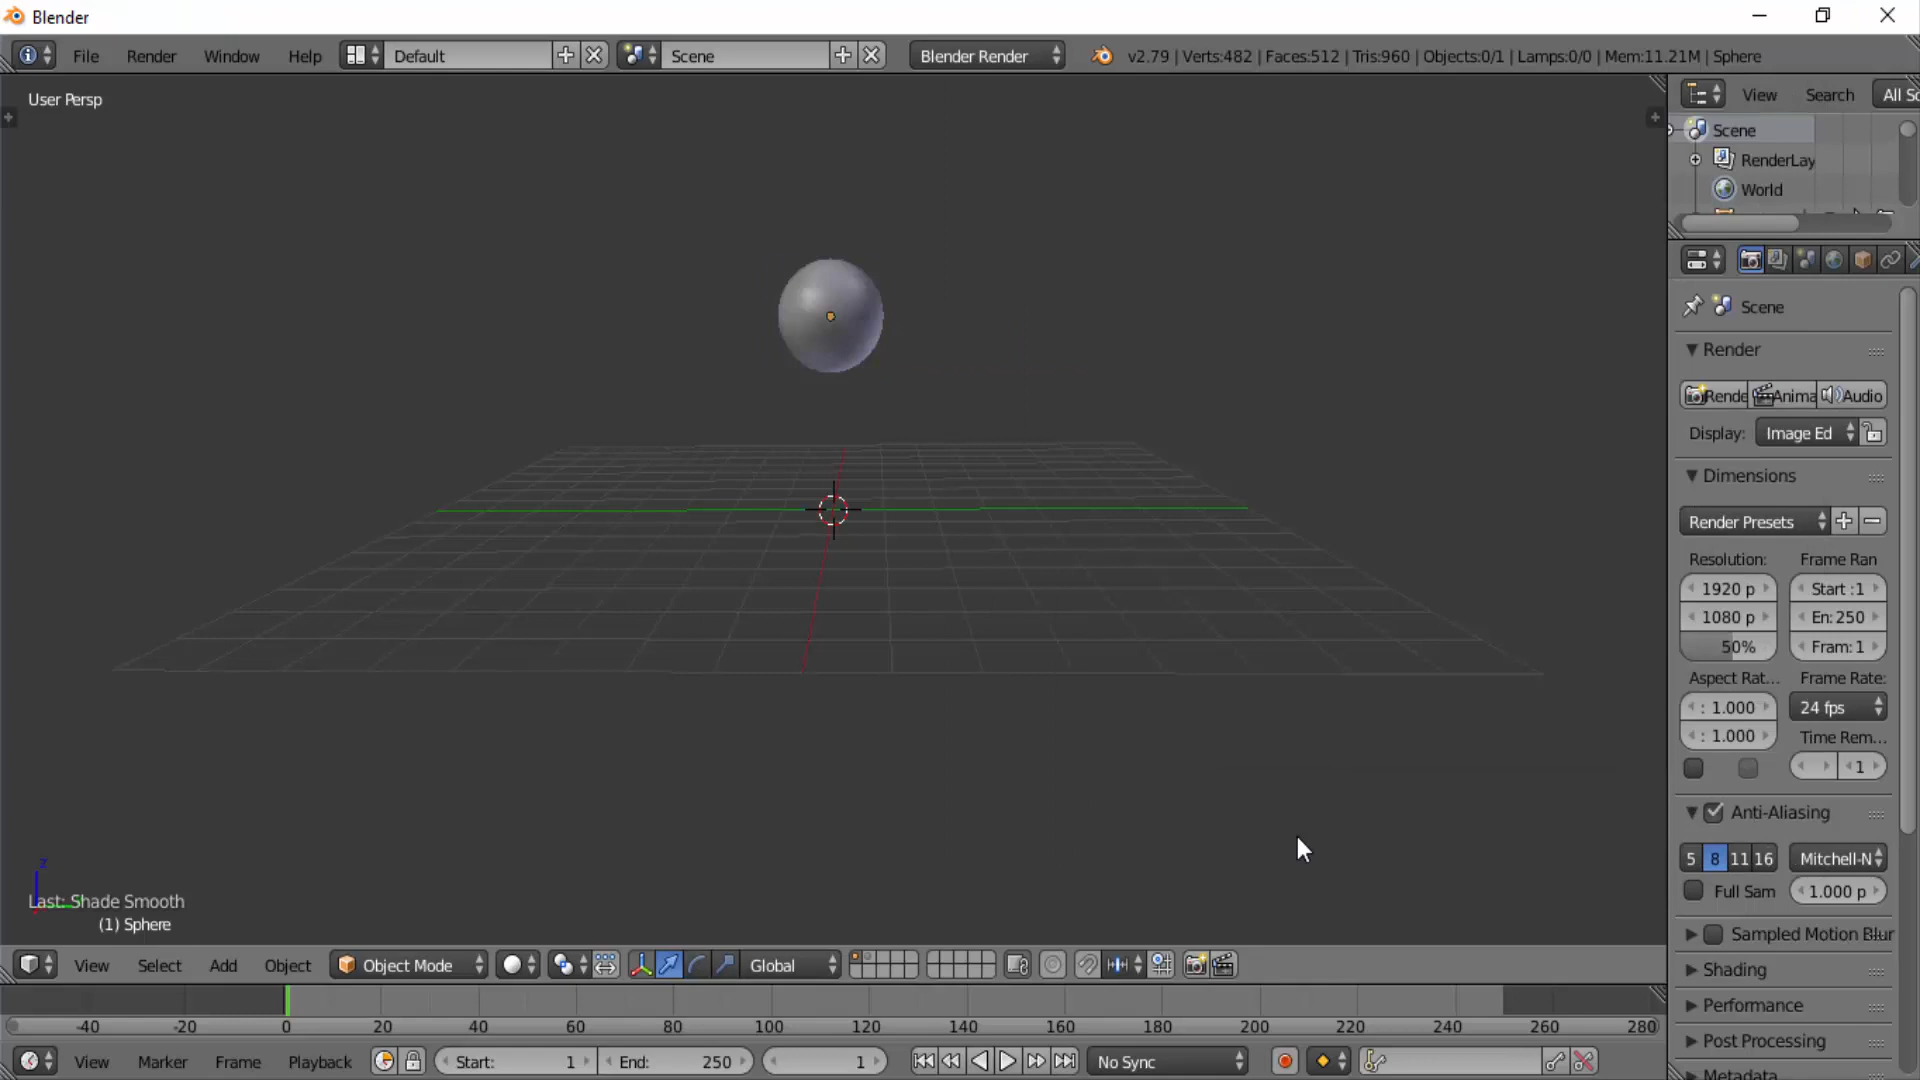 Blender
File Render Window Help Default Scene Blender Render v2.79 | Verts:482 | Faces:512 | Tris:960 | Objects:0/1 | Lamps:0/0 | Mem:11.21M | Sphere
User Persp
View Search All Sc
Scene
RenderLay
World
Scene
Render
Rende Anima Audio
Display: Image Ed
Dimensions
Render Presets
Resolution: Frame Ran
1920 p Start :1
1080 p En: 250
50% Fram: 1
Aspect Rat... Frame Rate:
: 1.000 24 fps
: 1.000 Time Rem...
1
Anti-Aliasing
5 8 11 16 Mitchell-N
Full Sam 1.000 p
Sampled Motion Blur
Shading
Performance
Post Processing
Metadata
z
Last: Shade Smooth
(1) Sphere
View Select Add Object Object Mode Global
-40 -20 0 20 40 60 80 100 120 140 160 180 200 220 240 260 280
View Marker Frame Playback Start: 1 End: 250 1 No Sync